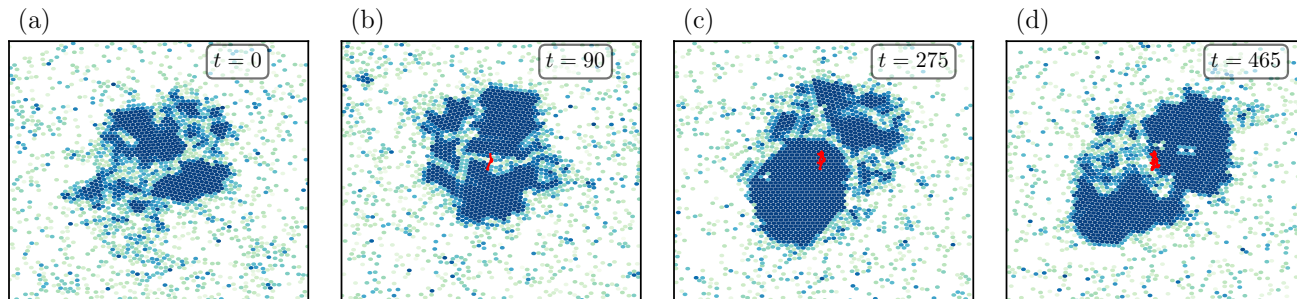 (a) (b) (c) (d)
t = 0 t = 90 t = 275 t = 465